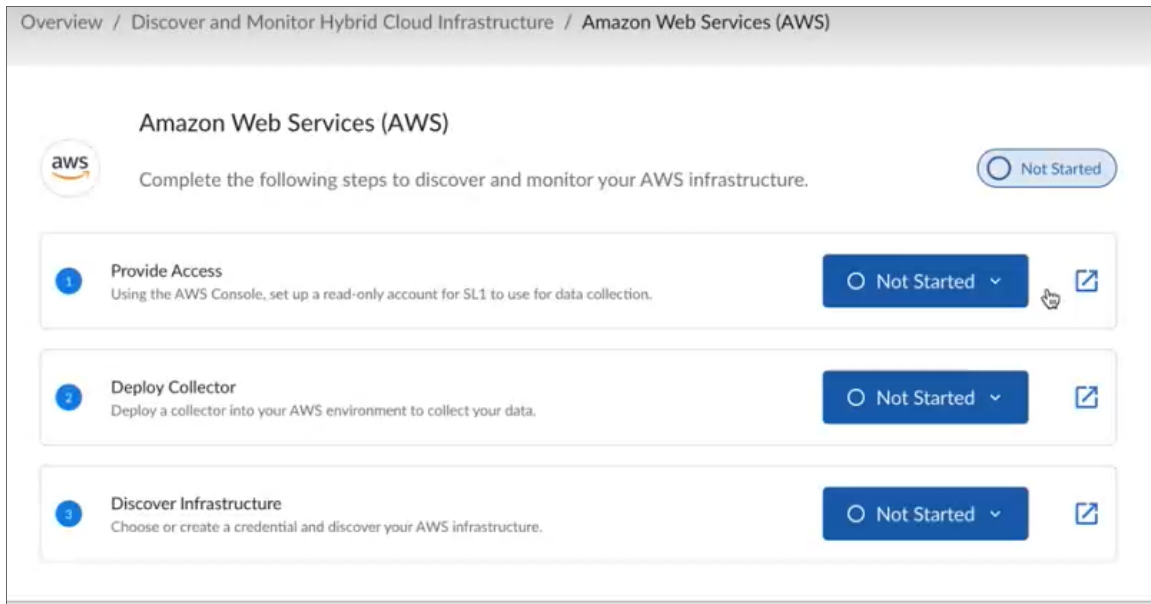 Overview / Discover and Monitor Hybrid Cloud Infrastructure / Amazon Web Services (AWS)
Amazon Web Services (AWS)
aws
Complete the following steps to discover and monitor your AWS infrastructure.
Not Started
1
Provide Access
Using the AWS Console, set up a read-only account for SL1 to use for data collection.
Not Started
2
Deploy Collector
Deploy a collector into your AWS environment to collect your data.
Not Started
3
Discover Infrastructure
Choose or create a credential and discover your AWS infrastructure.
Not Started